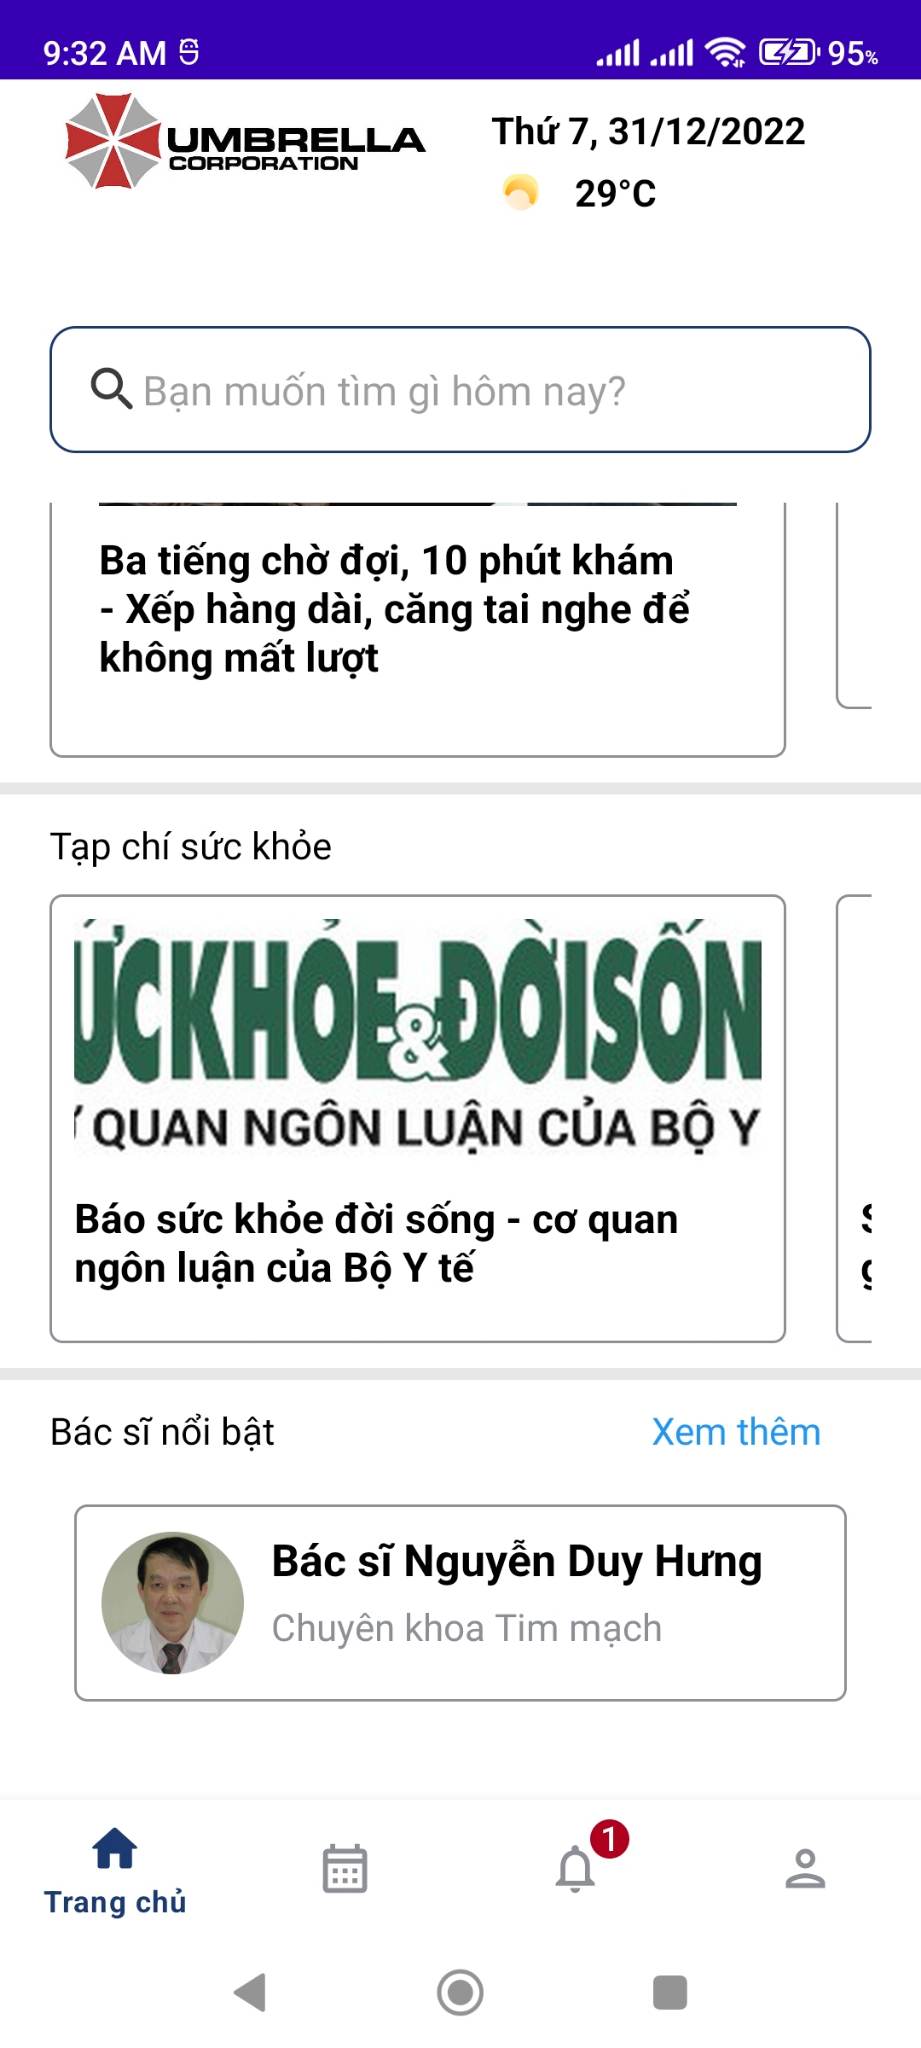 9:32 AM
95%
UMBRELLA
CORPORATION
Thứ 7, 31/12/2022
29°C
Bạn muốn tìm gì hôm nay?
Ba tiếng chờ đợi, 10 phút khám
- Xếp hàng dài, căng tai nghe để
không mất lượt
Tạp chí sức khỏe
ỨCKHỎE&ĐỜISỐN
QUAN NGÔN LUẬN CỦA BỘ Y
Báo sức khỏe đời sống - cơ quan
ngôn luận của Bộ Y tế
Bác sĩ nổi bật
Xem thêm
Bác sĩ Nguyễn Duy Hưng
Chuyên khoa Tim mạch
1
Trang chủ